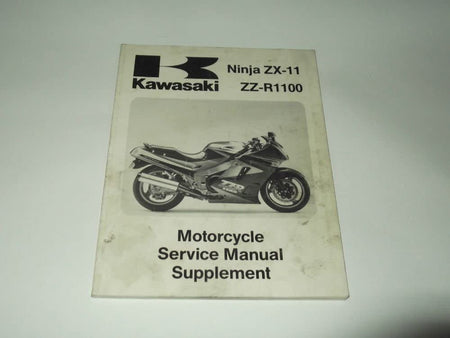 Kawasaki
Ninja ZX-11
ZZ-R1100
Motorcycle
Service Manual
Supplement